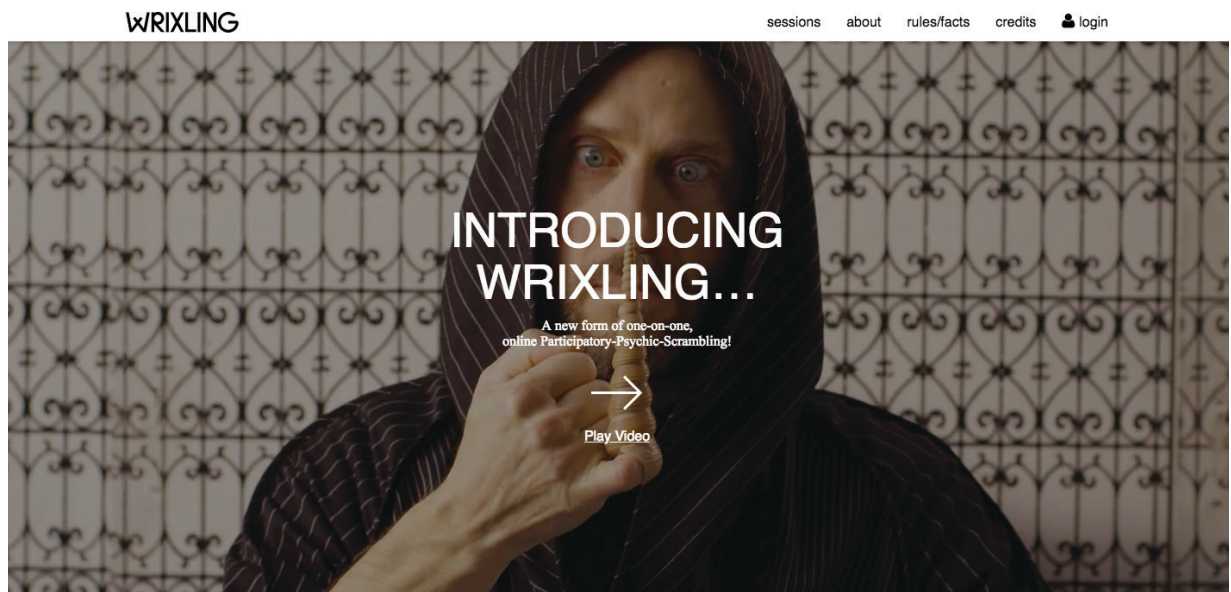 WRIXLING
sessions about rules/facts credits login
INTRODUCING
WRIXLING...
A new form of one-on-one,
online Participatory-Psychic-Scrambling!
Play Video